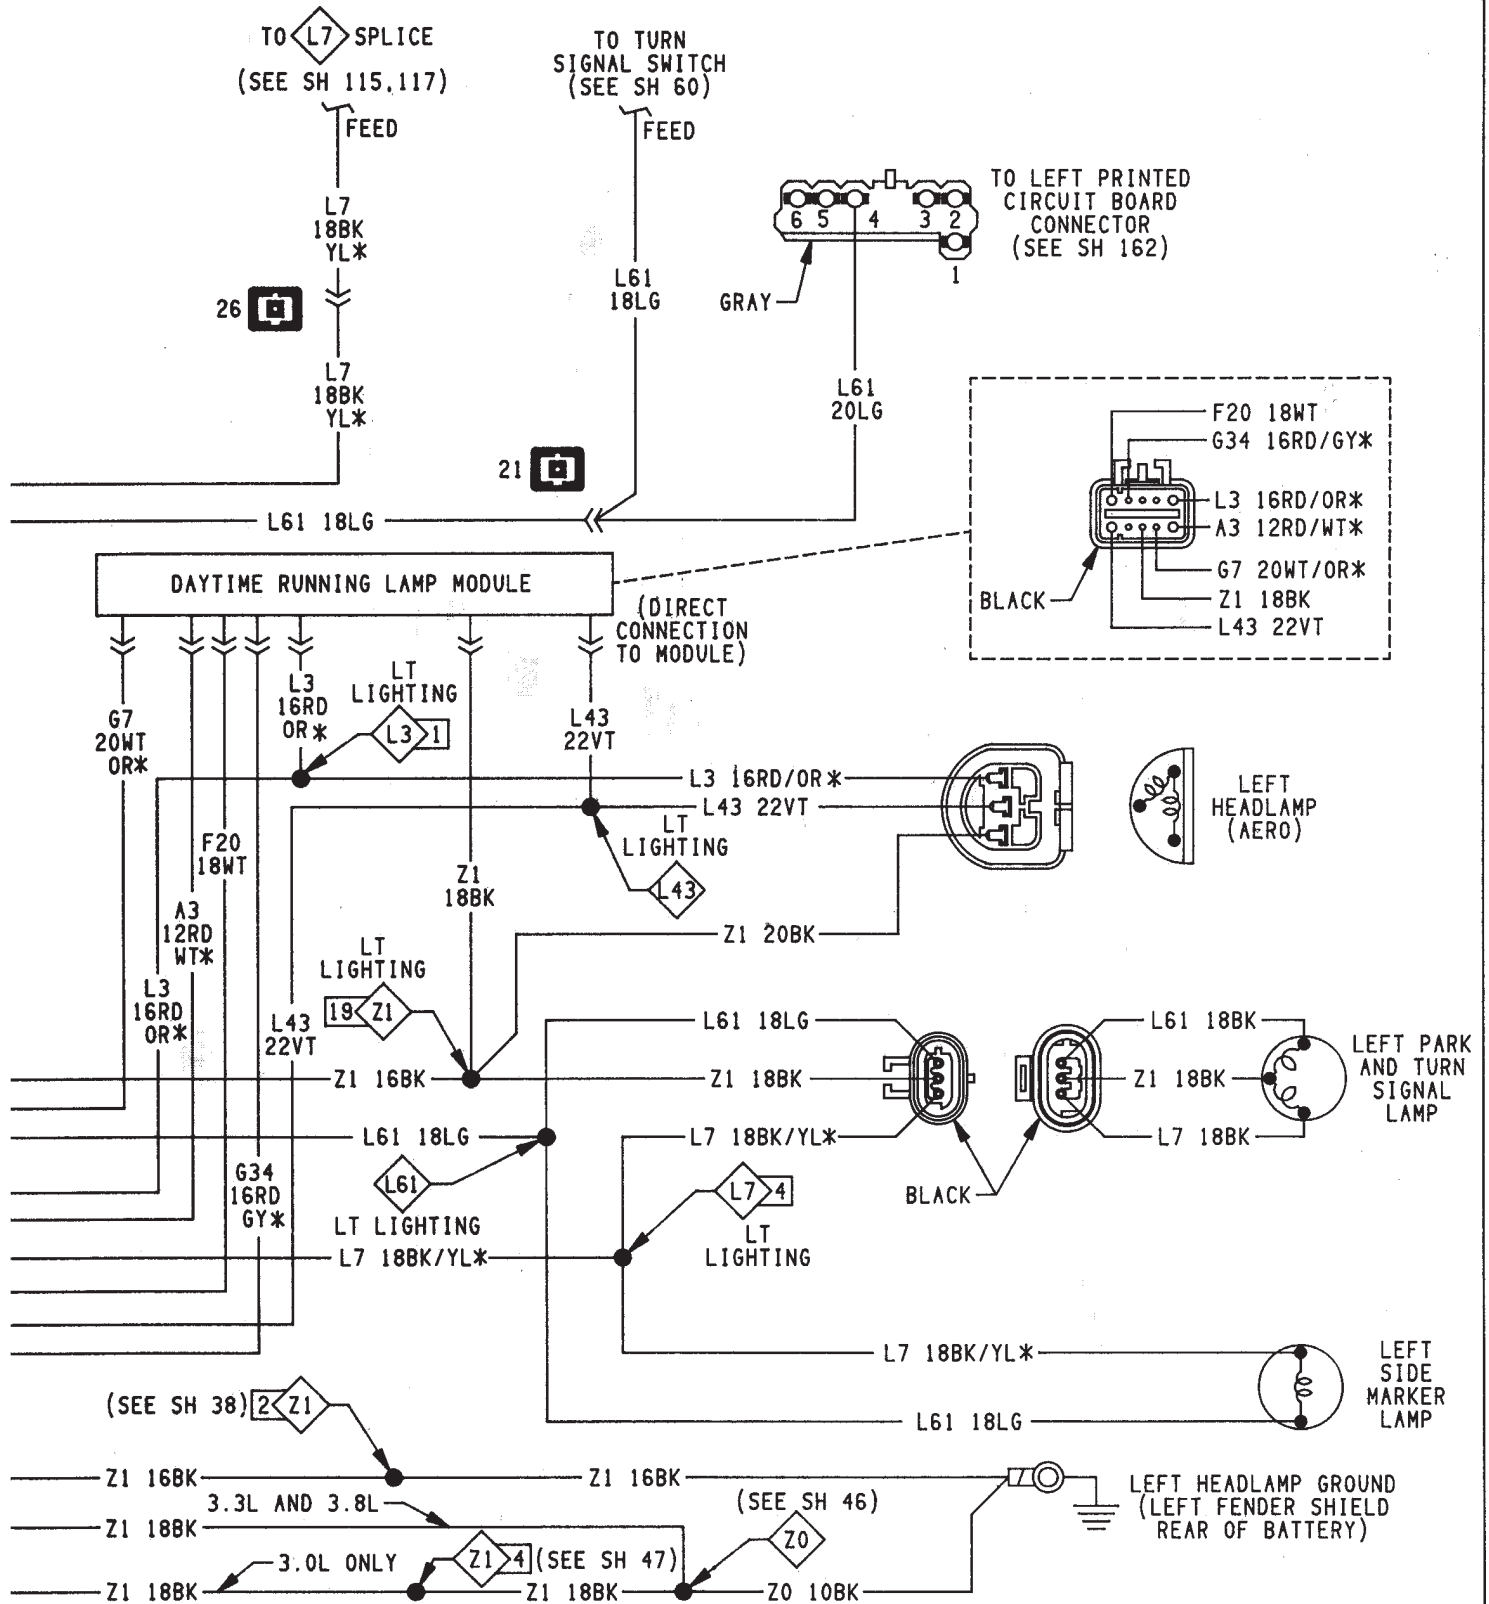 TO L7 SPLICE
(SEE SH 115,117)
FEED
TO TURN
SIGNAL SWITCH
(SEE SH 60)
FEED
L7
18BK
YL*
26
L7
18BK
YL*
L61
18LG
21
6 5 4 3 2
1
GRAY
TO LEFT PRINTED
CIRCUIT BOARD
CONNECTOR
(SEE SH 162)
L61
20LG
L61 18LG
F20 18WT
G34 16RD/GY*
L3 16RD/OR*
A3 12RD/WT*
G7 20WT/OR*
Z1 18BK
L43 22VT
BLACK
DAYTIME RUNNING LAMP MODULE
(DIRECT
CONNECTION
TO MODULE)
G7
20WT
OR*
L3
16RD
OR*
LT
LIGHTING
L3 1
L43
22VT
L3 16RD/OR*
L43 22VT
LT
LIGHTING
L43
LEFT
HEADLAMP
(AERO)
F20
18WT
Z1
18BK
A3
12RD
WT*
Z1 20BK
LT
LIGHTING
19 Z1
L3
16RD
OR*
L43
22VT
Z1 16BK
L61 18LG
Z1 18BK
L7 18BK/YL*
L61 18BK
Z1 18BK
L7 18BK
LEFT PARK
AND TURN
SIGNAL
LAMP
BLACK
L61 18LG
L61
LT LIGHTING
G34
16RD
GY*
L7 4
LT
LIGHTING
L7 18BK/YL*
L7 18BK/YL*
L61 18LG
LEFT
SIDE
MARKER
LAMP
(SEE SH 38) 2 Z1
Z1 16BK
Z1 16BK
LEFT HEADLAMP GROUND
(LEFT FENDER SHIELD
REAR OF BATTERY)
3.3L AND 3.8L
(SEE SH 46)
Z0
Z1 18BK
3.0L ONLY
Z1 4 (SEE SH 47)
Z1 18BK
Z1 18BK
Z0 10BK